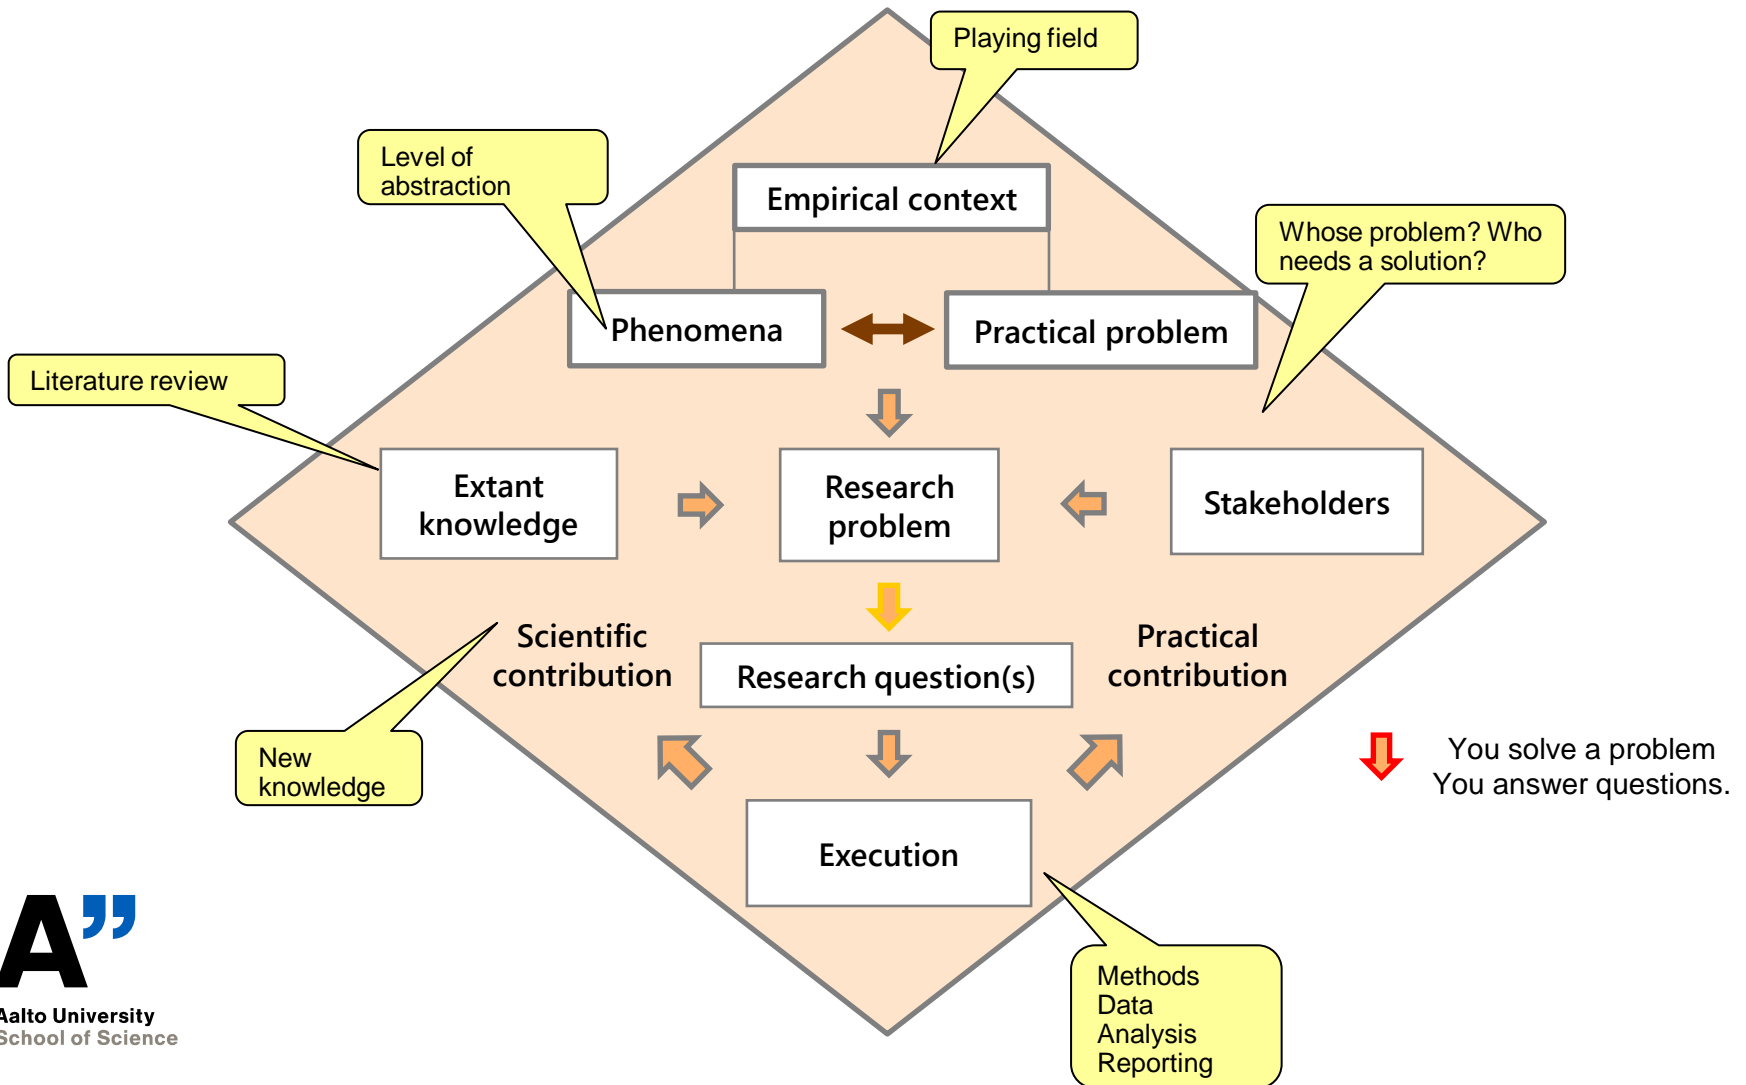 Playing field
Level of
abstraction
Empirical context
Whose problem? Who
needs a solution?
Phenomena
Practical problem
Literature review
Extant
knowledge
Research
problem
Stakeholders
Scientific
contribution
Research question(s)
Practical
contribution
New
knowledge
You solve a problem
You answer questions.
Execution
Methods
Data
Analysis
Reporting
A”
Aalto University
School of Science